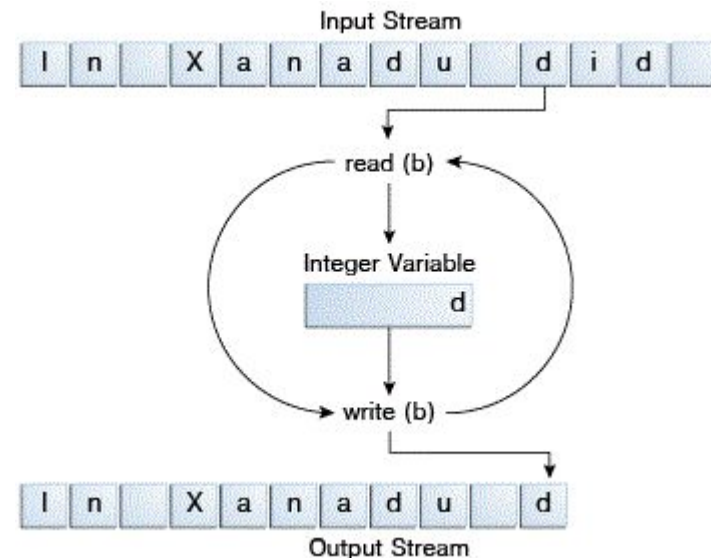 Input Stream
I n X a n a d u d i d
read (b)
Integer Variable
d
write (b)
I n X a n a d u d
Output Stream